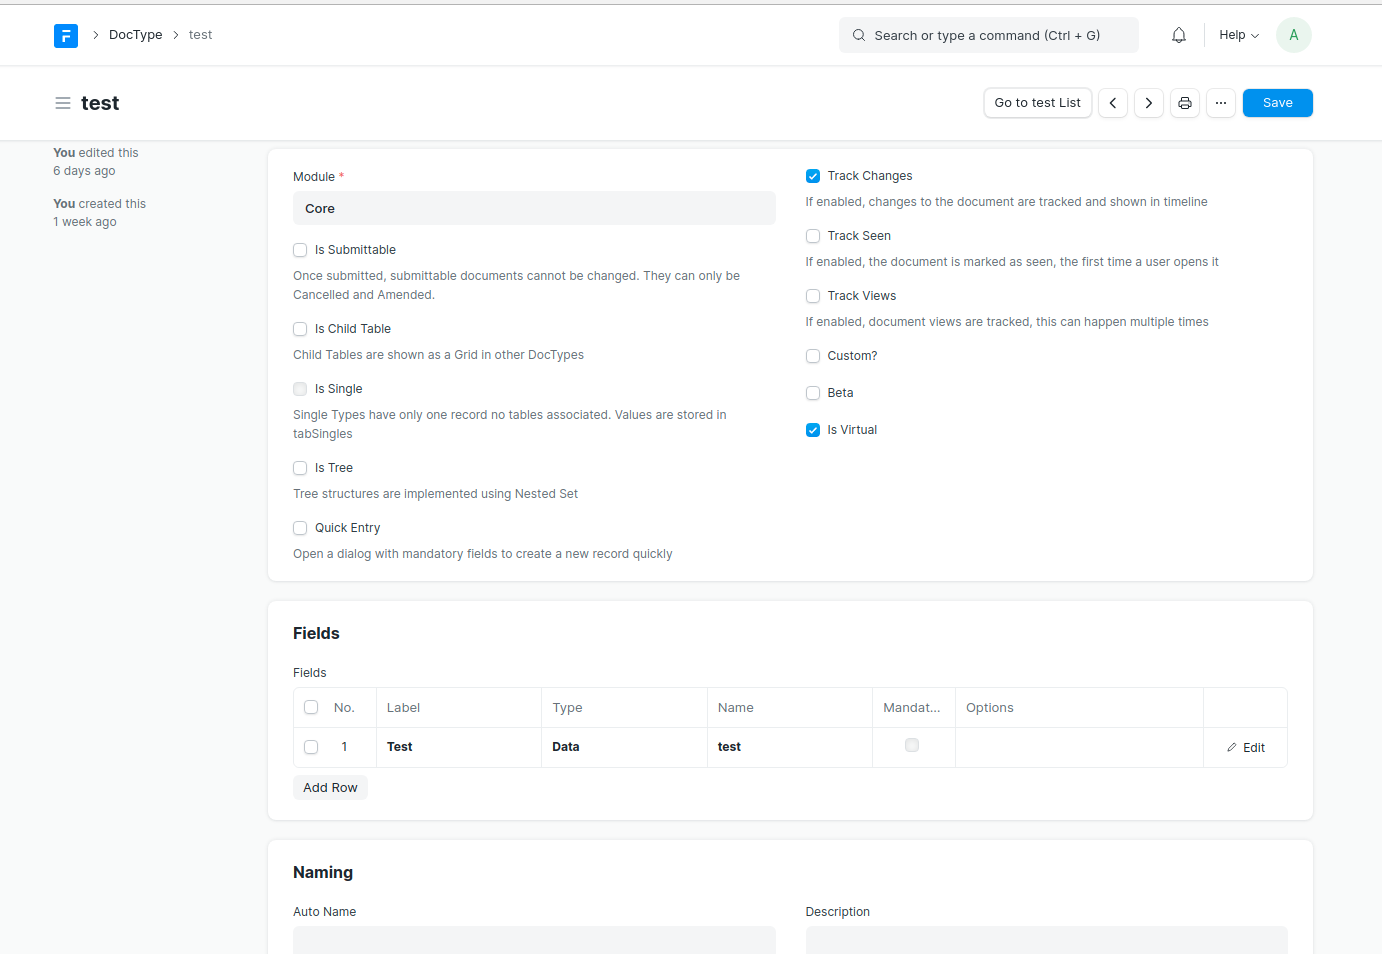 DocType
test
Search or type a command (Ctrl + G)
Help
A
test
Go to test List
Save
You edited this
6 days ago
You created this
1 week ago
Module *
Core
Is Submittable
Once submitted, submittable documents cannot be changed. They can only be
Cancelled and Amended.
Is Child Table
Child Tables are shown as a Grid in other DocTypes
Is Single
Single Types have only one record no tables associated. Values are stored in
tabSingles
Is Tree
Tree structures are implemented using Nested Set
Quick Entry
Open a dialog with mandatory fields to create a new record quickly
Track Changes
If enabled, changes to the document are tracked and shown in timeline
Track Seen
If enabled, the document is marked as seen, the first time a user opens it
Track Views
If enabled, document views are tracked, this can happen multiple times
Custom?
Beta
Is Virtual
Fields
Fields
No. Label Type Name Mandat... Options
1 Test Data test Edit
Add Row
Naming
Auto Name
Description